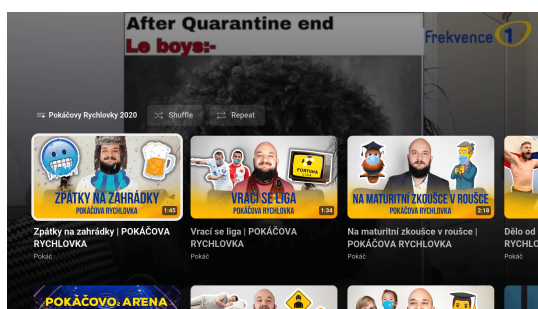 After Quarantine end
Le boys:-
Frekvence 1
Pokáčovy Rychlovky 2020
Shuffle
Repeat
ZPÁTKY NA ZAHRÁDKY
POKÁČOVA RYCHLOVKA
1:45
VRACÍ SE LIGA
POKÁČOVA RYCHLOVKA
FORTUNA
LIGA
1:34
NA MATURITNÍ ZKOUŠCE V ROUŠCE
POKÁČOVA RYCHLOVKA
2:18
Zpátky na zahrádky | POKÁČOVA
RYCHLOVKA
Pokáč
Vrací se liga | POKÁČOVA
RYCHLOVKA
Pokáč
Na maturitní zkoušce v roušce |
POKÁČOVA RYCHLOVKA
Pokáč
Dělo od
RYCHLO
Pokáč
POKÁČOVO: ARENA